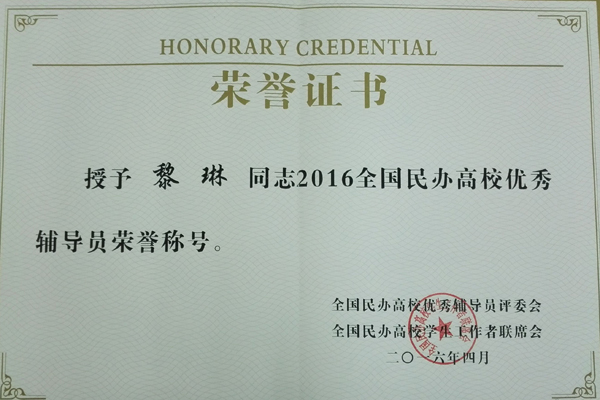 HONORARY CREDENTIAL
荣誉证书
授予 黎琳 同志2016全国民办高校优秀
辅导员荣誉称号。
全国民办高校优秀辅导员评委会
全国民办高校学生工作者联席会
二〇一六年四月